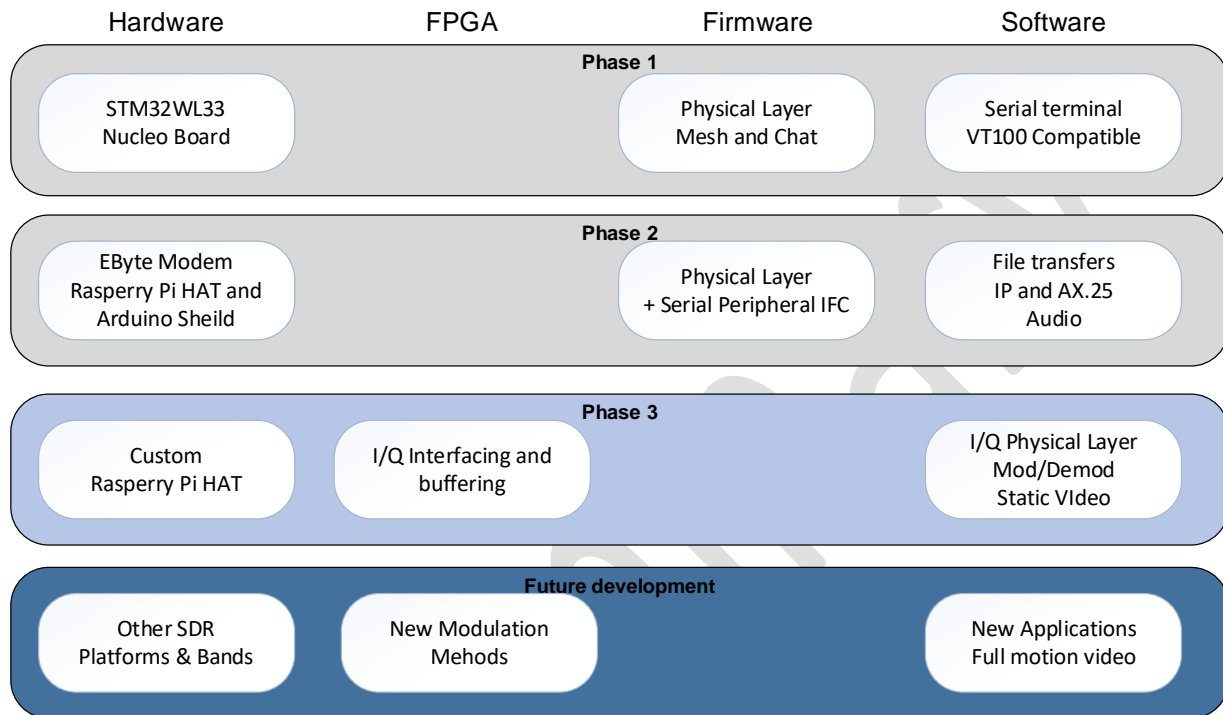 Hardware
FPGA
Firmware
Software
Phase 1
STM32WL33
Nucleo Board
Physical Layer
Mesh and Chat
Serial terminal
VT100 Compatible
Phase 2
EByte Modem
Rasperry Pi HAT and
Arduino Sheild
Physical Layer
+ Serial Peripheral IFC
File transfers
IP and AX.25
Audio
Phase 3
Custom
Rasperry Pi HAT
I/Q Interfacing and
buffering
I/Q Physical Layer
Mod/Demod
Static VIdeo
Future development
Other SDR
Platforms & Bands
New Modulation
Mehods
New Applications
Full motion video